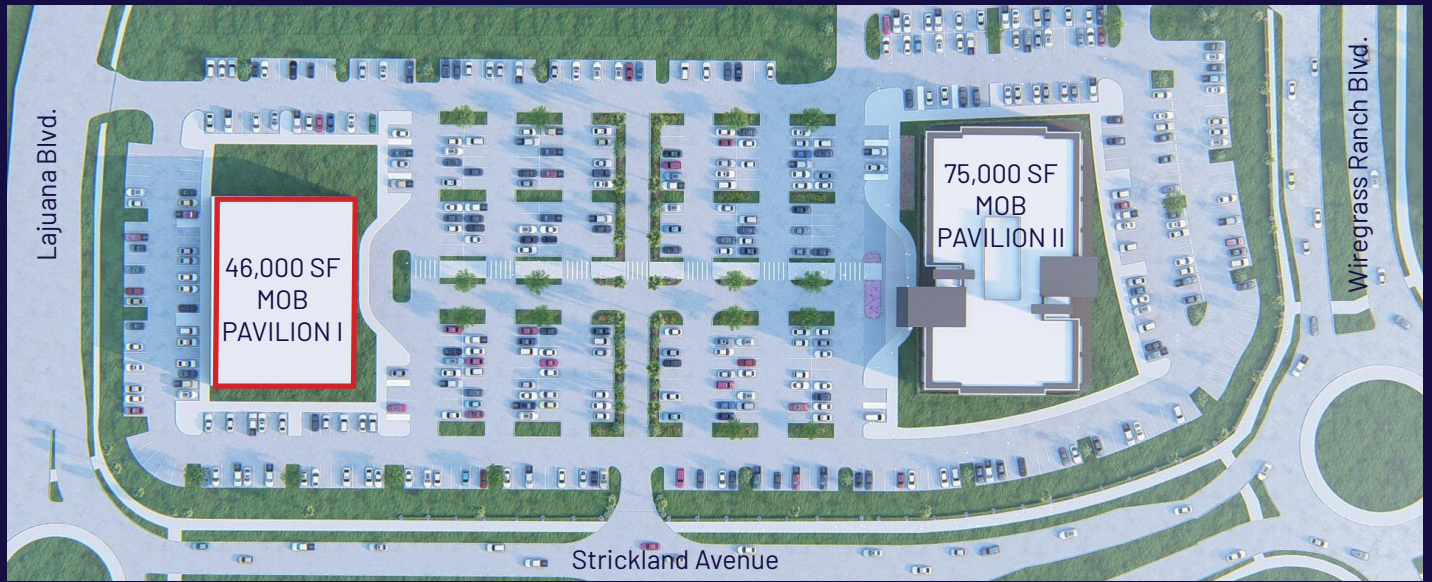 Lajuana Blvd.
46,000 SF
MOB
PAVILION I
75,000 SF
MOB
PAVILION II
Wiregrass Ranch Blvd.
Strickland Avenue